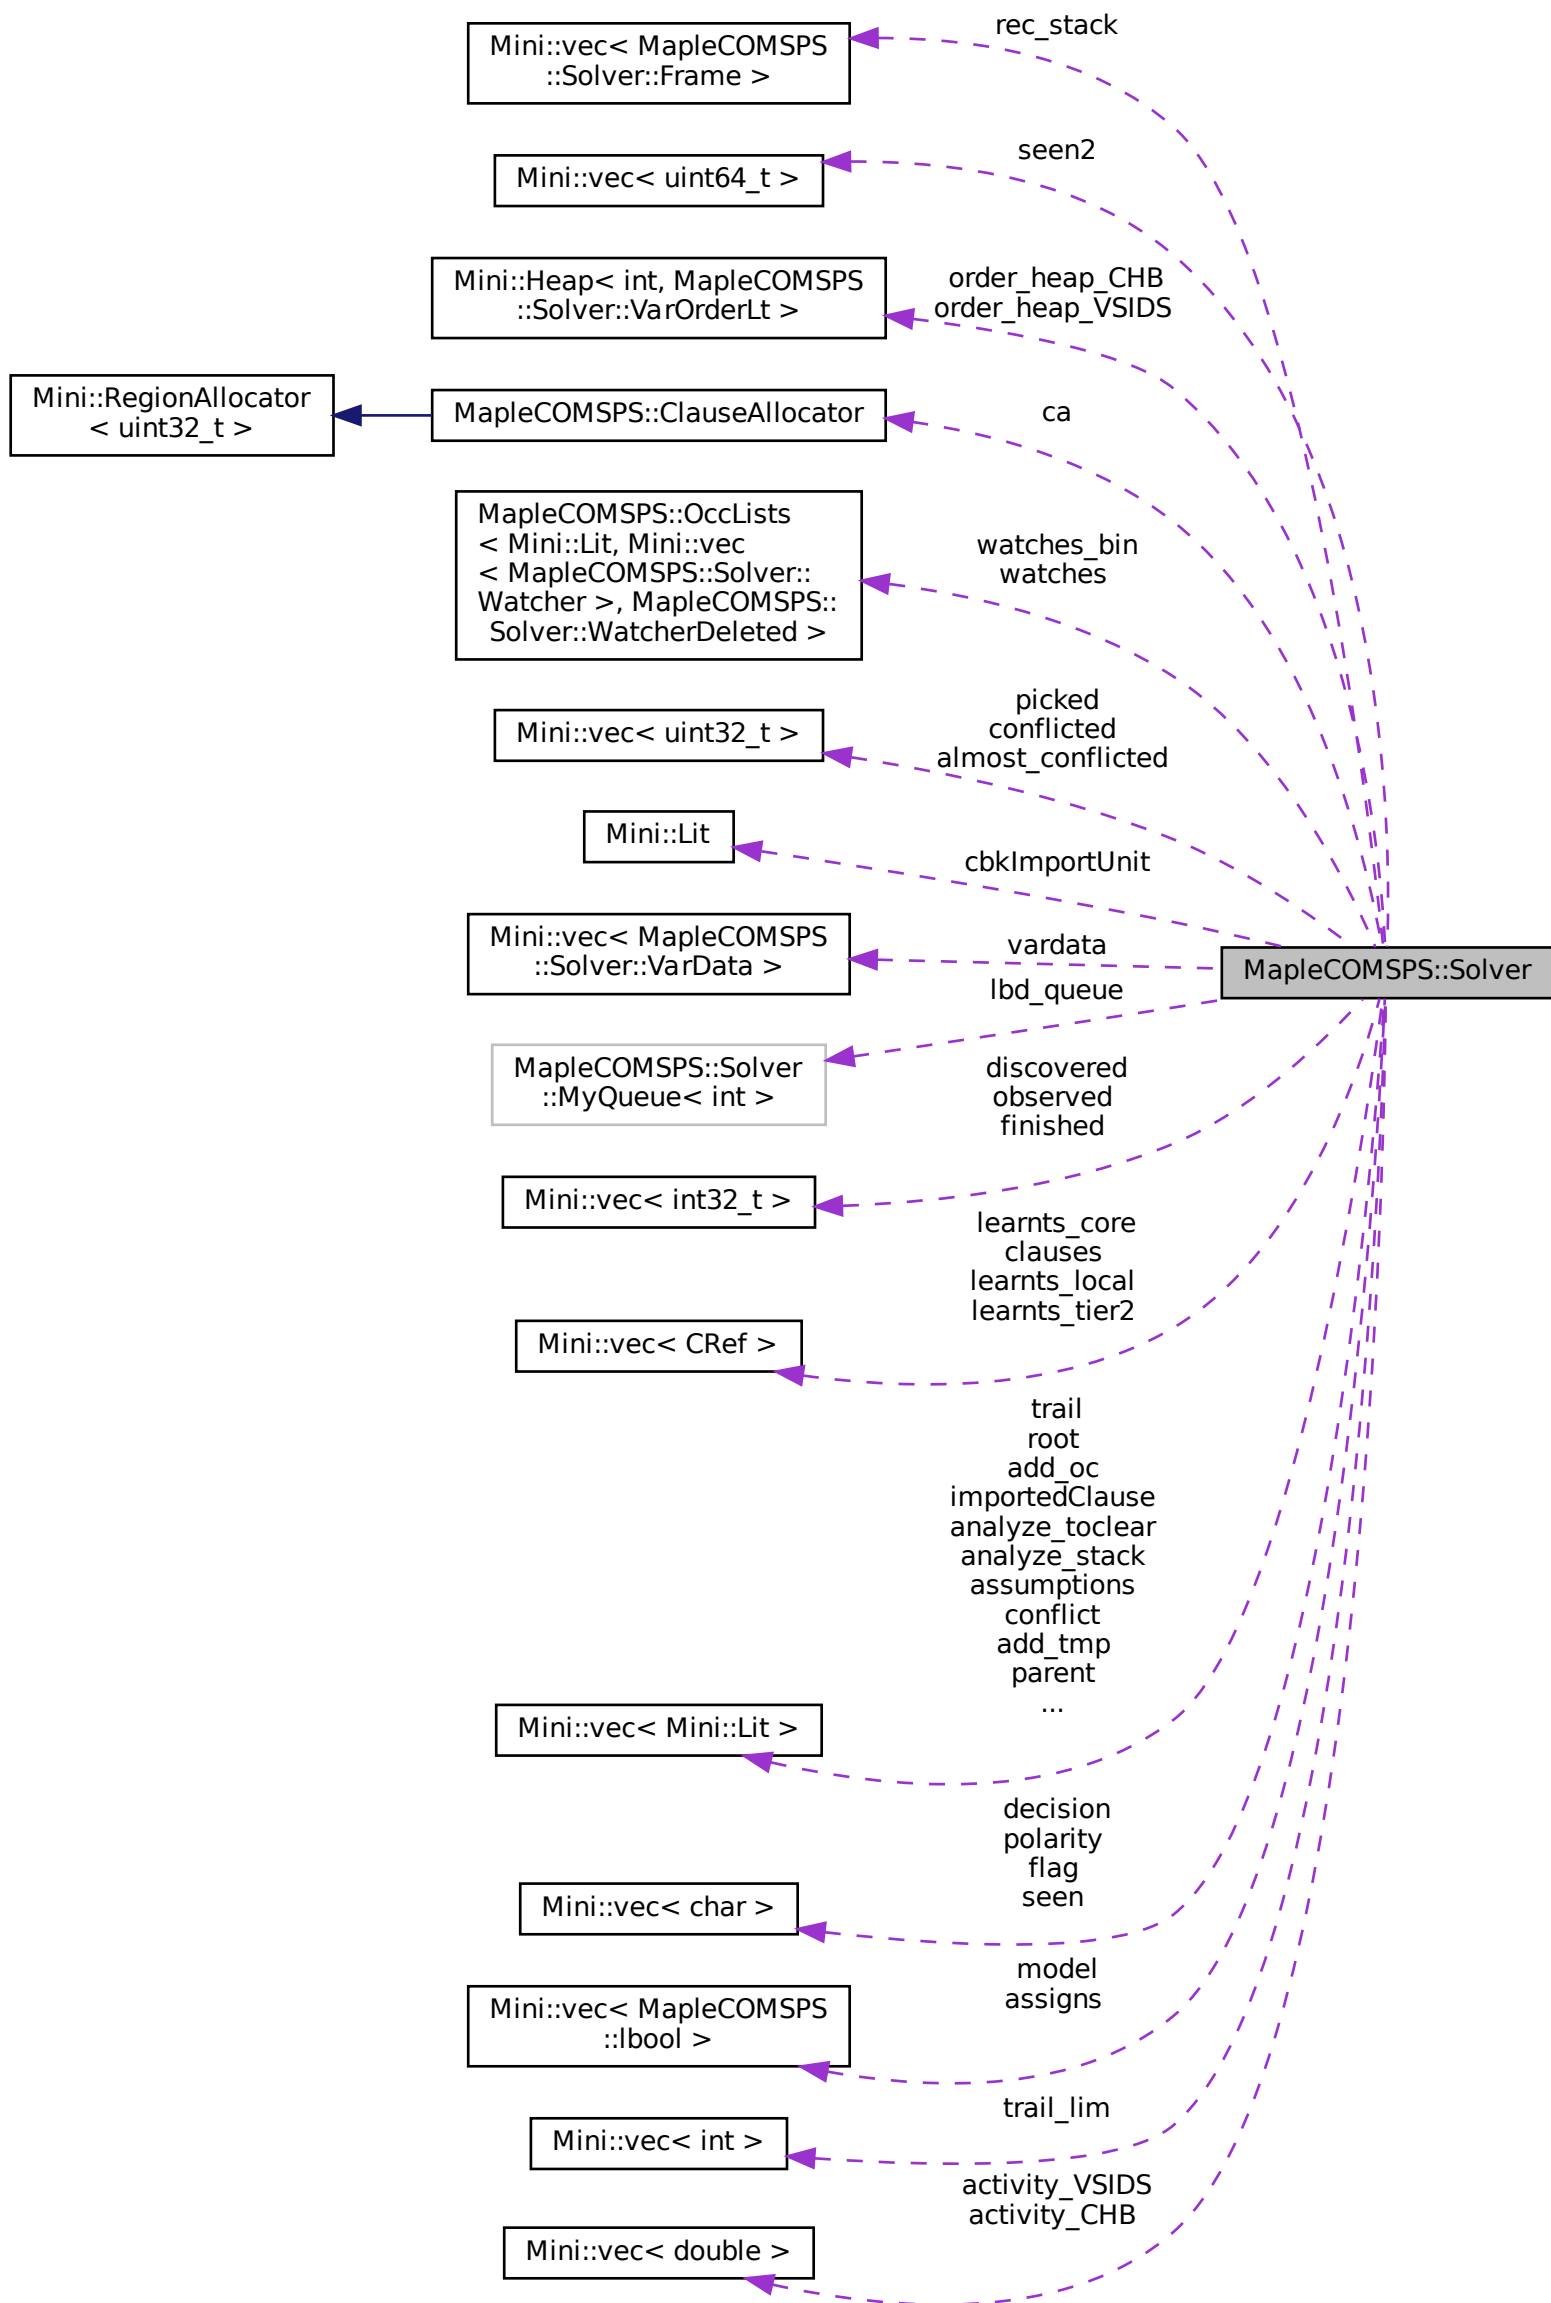 rec_stack
Mini::vec< MapleCOMSPS
::Solver::Frame >
seen2
Mini::vec< uint64_t >
order_heap_CHB
order_heap_VSIDS
Mini::Heap< int, MapleCOMSPS
::Solver::VarOrderLt >
Mini::RegionAllocator
< uint32_t >
MapleCOMSPS::ClauseAllocator
ca
MapleCOMSPS::OccLists
< Mini::Lit, Mini::vec
< MapleCOMSPS::Solver::
Watcher >, MapleCOMSPS::
Solver::WatcherDeleted >
watches_bin
watches
picked
conflicted
almost_conflicted
Mini::vec< uint32_t >
Mini::Lit
cbkImportUnit
Mini::vec< MapleCOMSPS
::Solver::VarData >
vardata
MapleCOMSPS::Solver
lbd_queue
MapleCOMSPS::Solver
::MyQueue< int >
discovered
observed
finished
Mini::vec< int32_t >
learnts_core
clauses
learnts_local
learnts_tier2
Mini::vec< CRef >
trail
root
add_oc
importedClause
analyze_toclear
analyze_stack
assumptions
conflict
add_tmp
parent
...
Mini::vec< Mini::Lit >
decision
polarity
flag
seen
Mini::vec< char >
model
assigns
Mini::vec< MapleCOMSPS
::lbool >
trail_lim
Mini::vec< int >
activity_VSIDS
activity_CHB
Mini::vec< double >